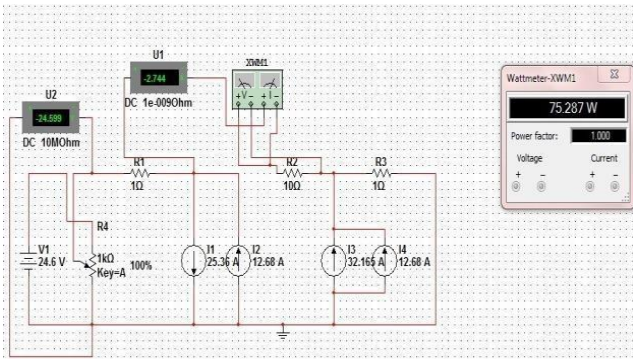 U1
-2.744
DC 1e-009Ohm
XWM1
+V- +I-
U2
-24.599
DC 10MOhm
R1
1Ω
R2
10Ω
R3
1Ω
R4
1kΩ
Key=A
100%
V1
24.6 V
I1
25.36 A
I2
12.68 A
I3
32.165 A
I4
12.68 A
Wattmeter-XWM1
75.287 W
Power factor: 1.000
Voltage Current
+ - + -